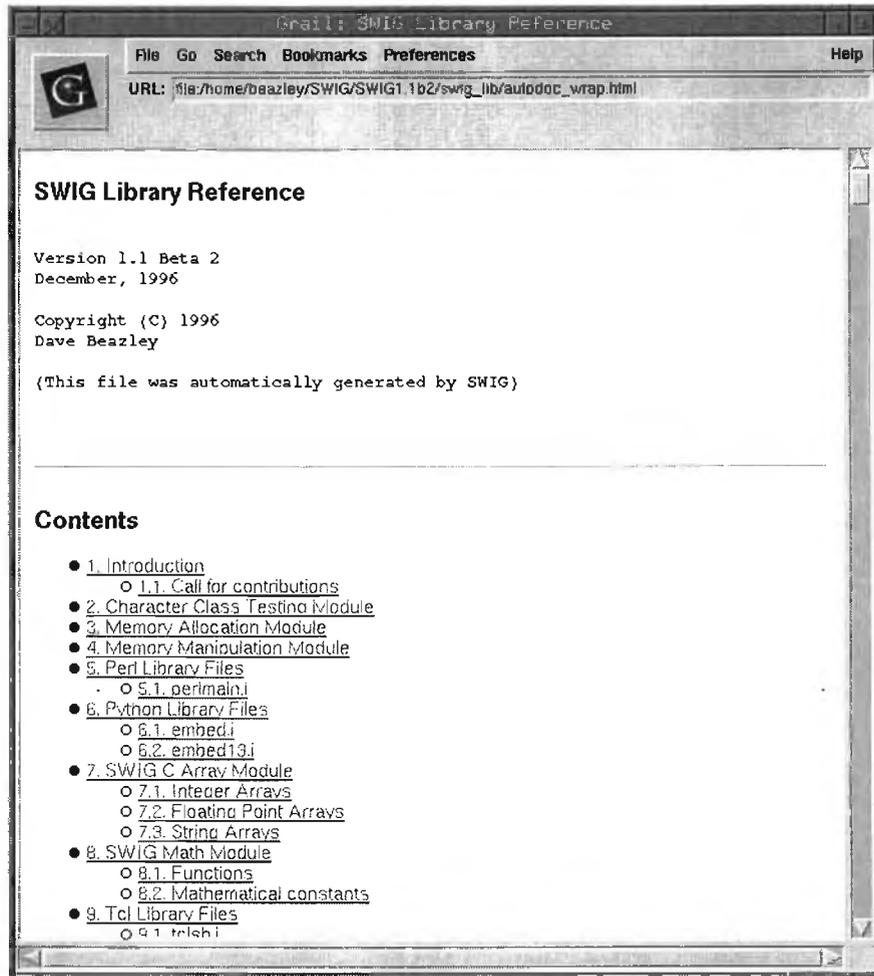 Grail: SWIG Library Reference
File Go Search Bookmarks Preferences Help
G
URL: file:/home/beazley/SWIG/SWIG1.1b2/swig_lib/autodoc_wrap.html
SWIG Library Reference
Version 1.1 Beta 2
December, 1996
Copyright (C) 1996
Dave Beazley
(This file was automatically generated by SWIG)
Contents
1. Introduction
1.1. Call for contributions
2. Character Class Testing Module
3. Memory Allocation Module
4. Memory Manipulation Module
5. Perl Library Files
5.1. perlmain.i
6. Python Library Files
6.1. embed.i
6.2. embed13.i
7. SWIG C Array Module
7.1. Integer Arrays
7.2. Floating Point Arrays
7.3. String Arrays
8. SWIG Math Module
8.1. Functions
8.2. Mathematical constants
9. Tcl Library Files
9.1. tclsh.i